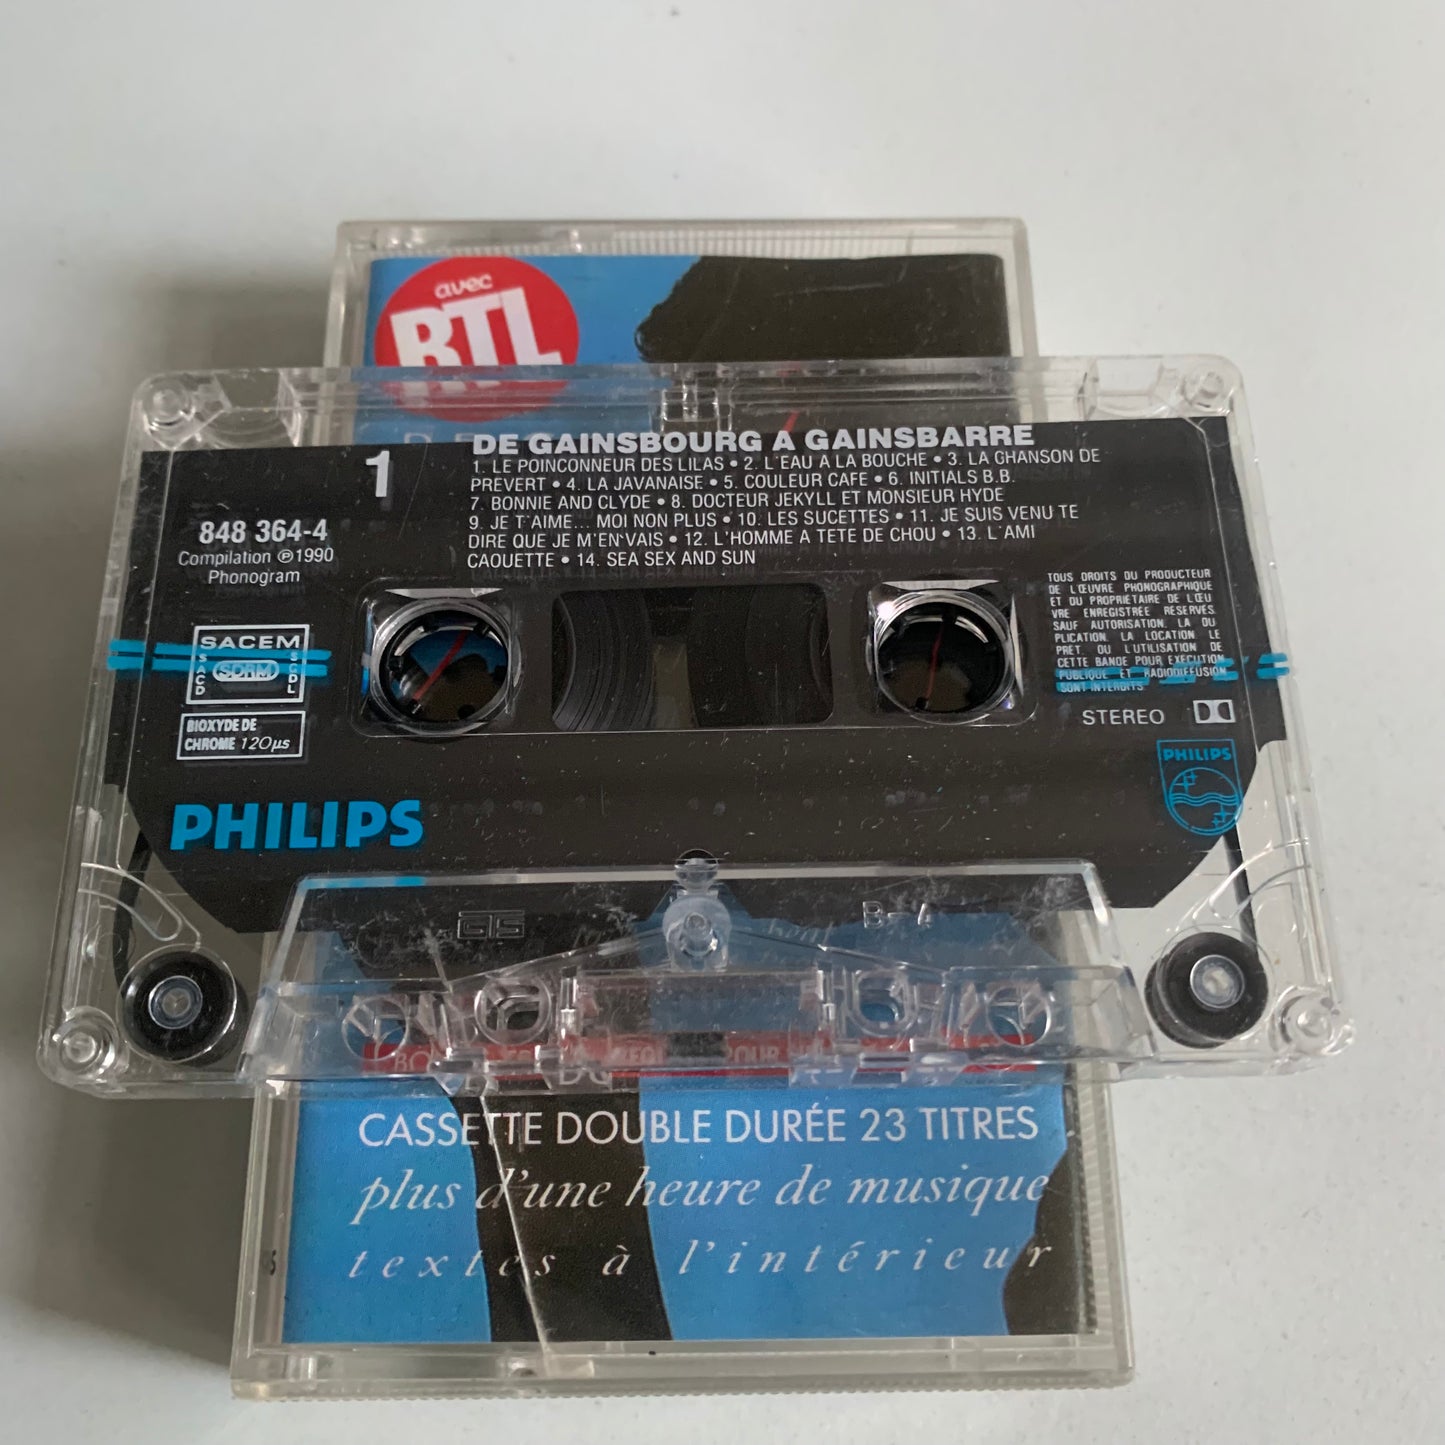 avec
RTL
1
DE GAINSBOURG A GAINSBARRE
1. LE POINCONNEUR DES LILAS • 2. L'EAU A LA BOUCHE • 3. LA CHANSON DE
PREVERT • 4. LA JAVANAISE • 5. COULEUR CAFE • 6. INITIALS B.B.
7. BONNIE AND CLYDE • 8. DOCTEUR JEKYLL ET MONSIEUR HYDE
9. JE T'AIME... MOI NON PLUS • 10. LES SUCETTES • 11. JE SUIS VENU TE
DIRE QUE JE M'EN VAIS • 12. L'HOMME A TETE DE CHOU • 13. L'AMI
CAOUETTE • 14. SEA SEX AND SUN
848 364-4
Compilation ℗1990
Phonogram
SACEM
SACD
SDRM
SCDL
BIOXYDE DE
CHROME 120µs
TOUS DROITS DU PRODUCTEUR
DE L'ŒUVRE PHONOGRAPHIQUE
ET DU PROPRIETAIRE DE L'ŒU
VRE ENREGISTREE RESERVES.
SAUF AUTORISATION. LA DU
PLICATION. LA LOCATION. LE
PRET. OU L'UTILISATION DE
CETTE BANDE POUR EXECUTION
PUBLIQUE ET RADIODIFFUSION
SONT INTERDITS.
STEREO
PHILIPS
PHILIPS
B-4
CASSETTE DOUBLE DURÉE 23 TITRES
plus d'une heure de musique
textes à l'intérieur